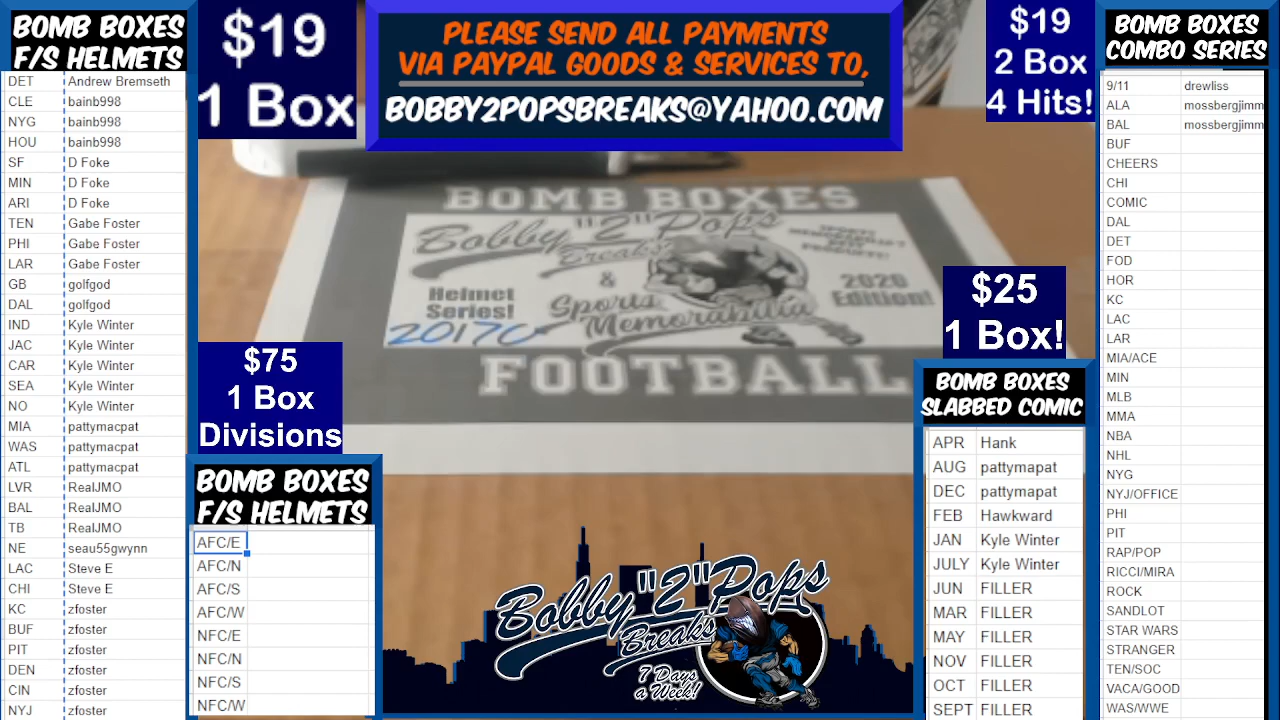 BOMB BOXES
F/S HELMETS
DET Andrew Bremseth
CLE bainb998
NYG bainb998
HOU bainb998
SF D Foke
MIN D Foke
ARI D Foke
TEN Gabe Foster
PHI Gabe Foster
LAR Gabe Foster
GB golfgod
DAL golfgod
IND Kyle Winter
JAC Kyle Winter
CAR Kyle Winter
SEA Kyle Winter
NO Kyle Winter
MIA pattymacpat
WAS pattymacpat
ATL pattymacpat
LVR RealJMO
BAL RealJMO
TB RealJMO
NE seau55gwynn
LAC Steve E
CHI Steve E
KC zfoster
BUF zfoster
PIT zfoster
DEN zfoster
CIN zfoster
NYJ zfoster
$19
1 Box
PLEASE SEND ALL PAYMENTS
VIA PAYPAL GOODS & SERVICES TO,
BOBBY2POPSBREAKS@YAHOO.COM
$19
2 Box
4 Hits!
BOMB BOXES
Bobby "2" Pops
Breaks
&
Sports
Memorabilia
Helmet
Series!
2017C
2020
Edition!
FOOTBALL
$75
1 Box
Divisions
BOMB BOXES
F/S HELMETS
AFC/E
AFC/N
AFC/S
AFC/W
NFC/E
NFC/N
NFC/S
NFC/W
Bobby "2" Pops
Breaks
7 Days
a Week!
$25
1 Box!
BOMB BOXES
SLABBED COMIC
APR Hank
AUG pattymapat
DEC pattymapat
FEB Hawkward
JAN Kyle Winter
JULY Kyle Winter
JUN FILLER
MAR FILLER
MAY FILLER
NOV FILLER
OCT FILLER
SEPT FILLER
BOMB BOXES
COMBO SERIES
9/11 drewliss
ALA mossbergjimm
BAL mossbergjimm
BUF
CHEERS
CHI
COMIC
DAL
DET
FOD
HOR
KC
LAC
LAR
MIA/ACE
MIN
MLB
MMA
NBA
NHL
NYG
NYJ/OFFICE
PHI
PIT
RAP/POP
RICCI/MIRA
ROCK
SANDLOT
STAR WARS
STRANGER
TEN/SOC
VACA/GOOD
WAS/WWE